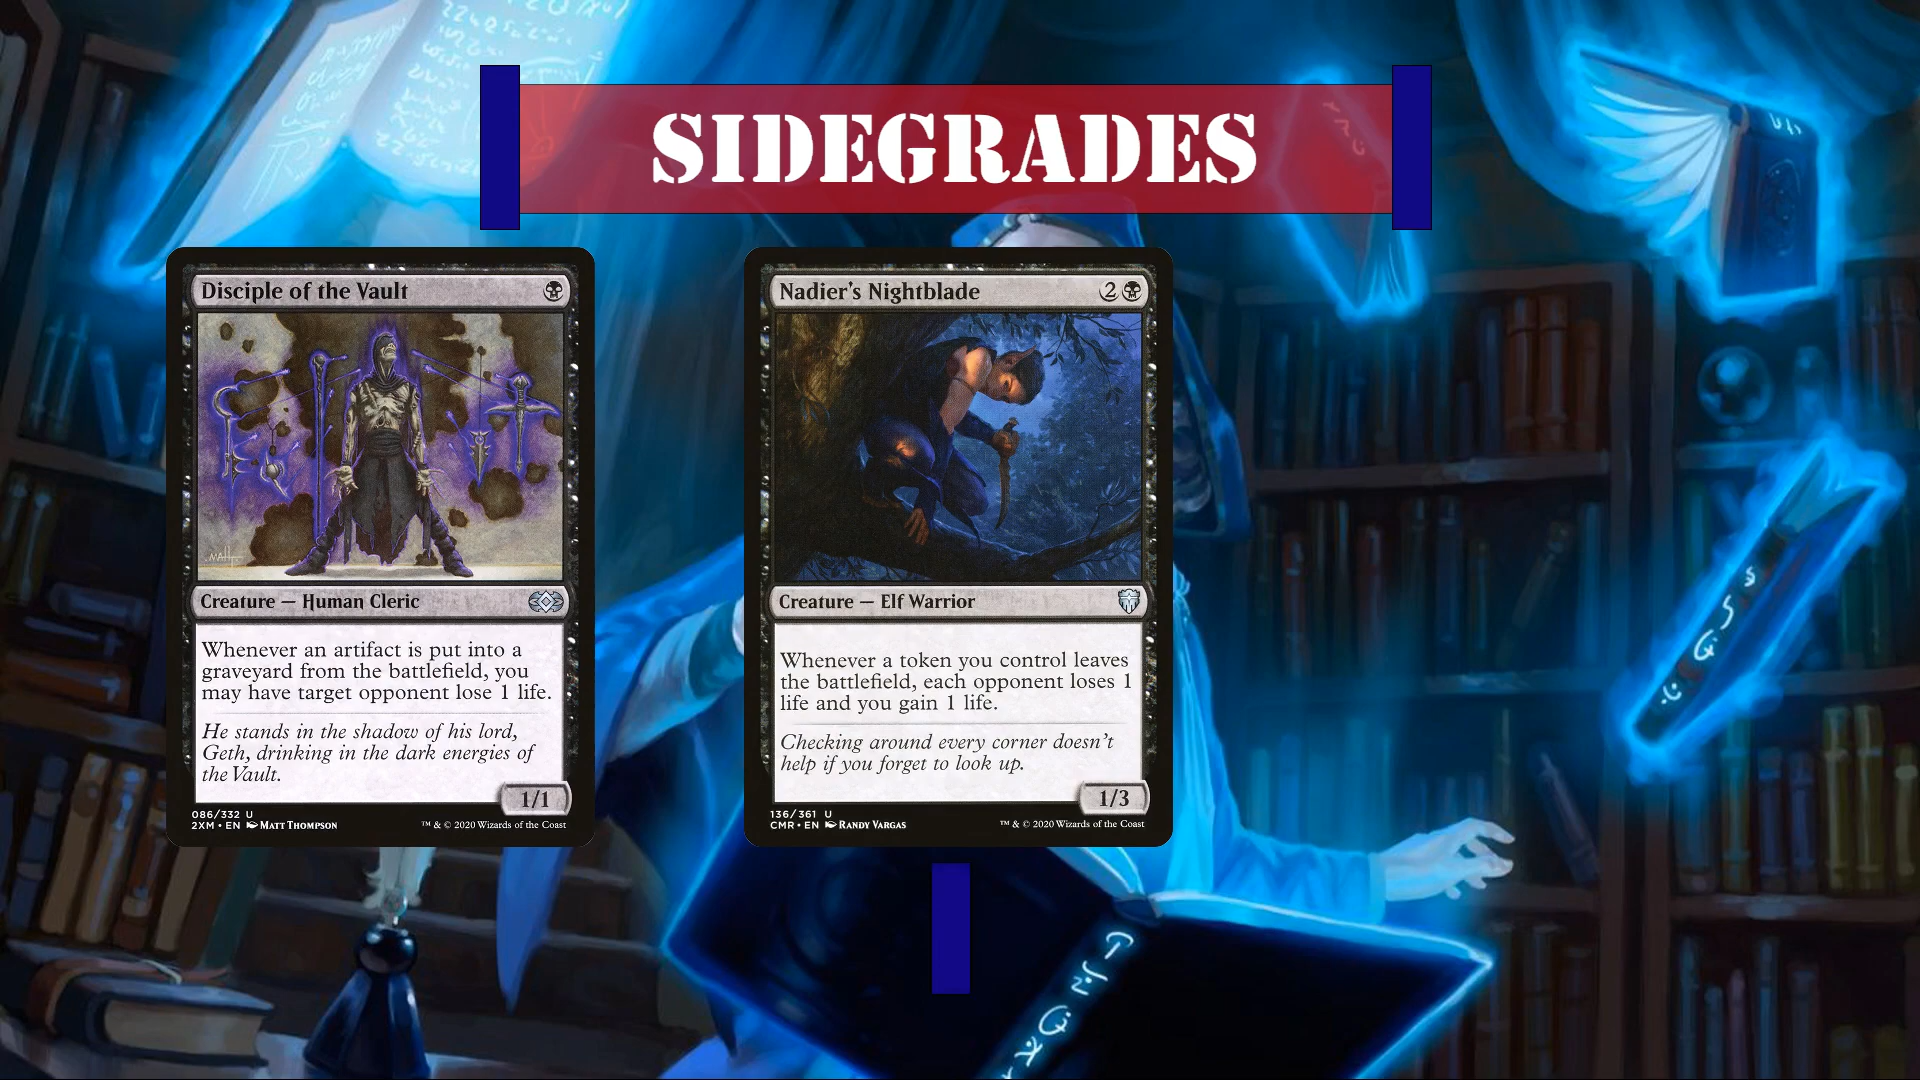 SIDEGRADES
Disciple of the Vault
Creature — Human Cleric
Whenever an artifact is put into a
graveyard from the battlefield, you
may have target opponent lose 1 life.
He stands in the shadow of his lord,
Geth, drinking in the dark energies of
the Vault.
1/1
086/332 U
2XM • EN Matt Thompson
™ & © 2020 Wizards of the Coast
Nadier's Nightblade
2
Creature — Elf Warrior
Whenever a token you control leaves
the battlefield, each opponent loses 1
life and you gain 1 life.
Checking around every corner doesn't
help if you forget to look up.
1/3
136/361 U
CMR • EN Randy Vargas
™ & © 2020 Wizards of the Coast